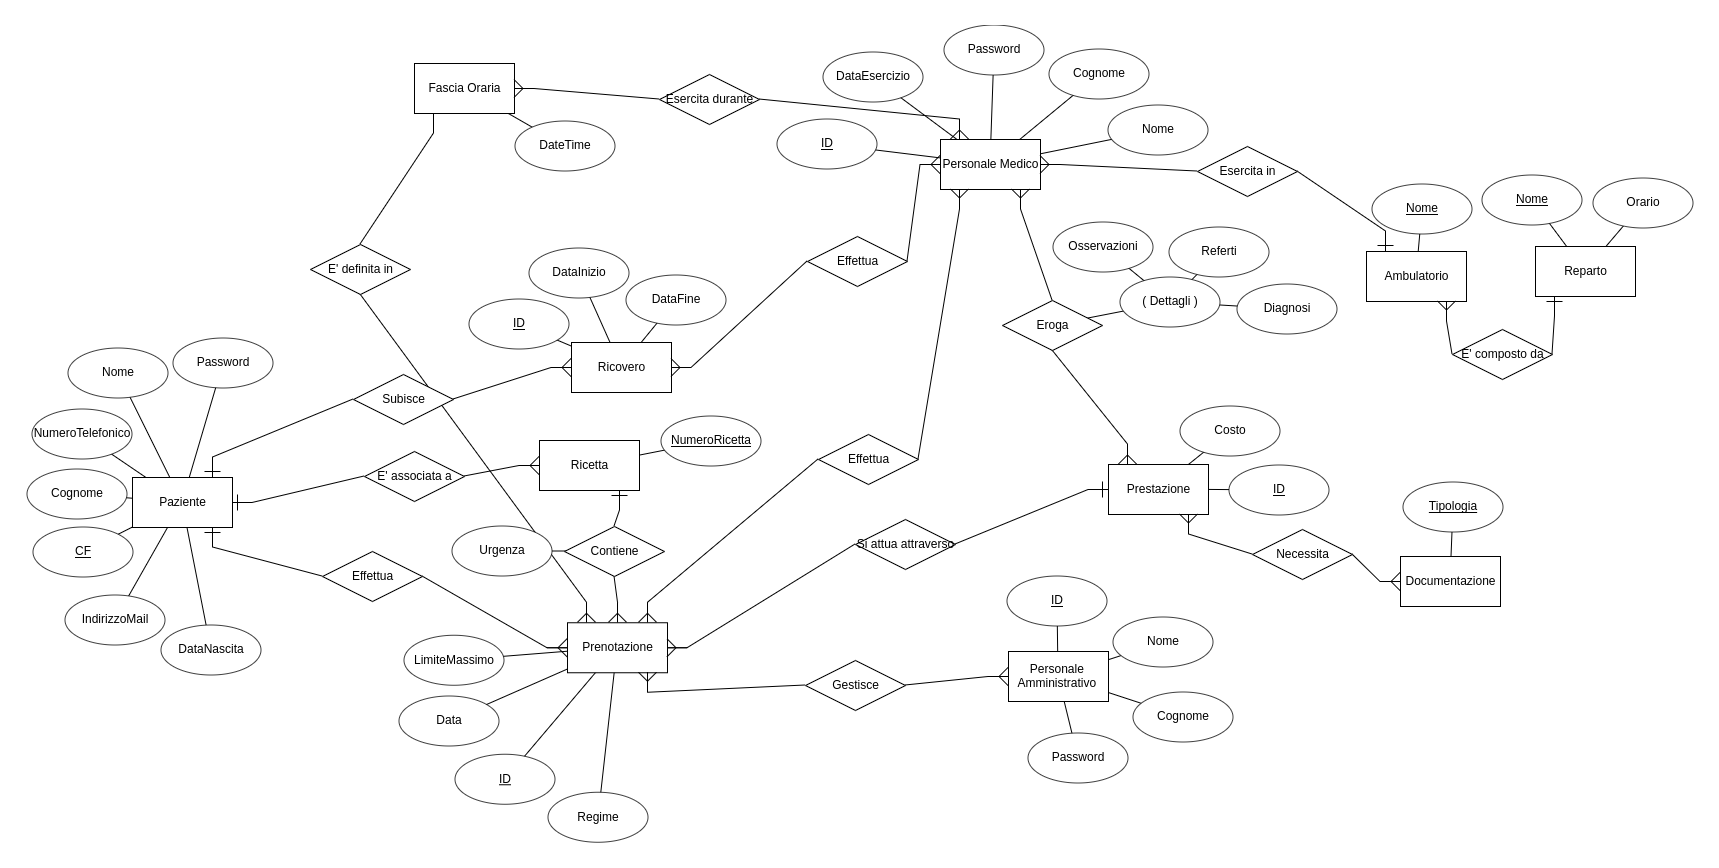 Password
Cognome
DataEsercizio
Fascia Oraria
Esercita durante
Nome
DateTime
ID
Personale Medico
Esercita in
Nome
Orario
Nome
Osservazioni
Referti
Effettua
E' definita in
DataInizio
Reparto
Ambulatorio
DataFine
( Dettagli )
Diagnosi
ID
Eroga
E' composto da
Nome
Password
Ricovero
Subisce
NumeroTelefonico
Costo
NumeroRicetta
Effettua
Ricetta
E' associata a
Cognome
Paziente
Prestazione
ID
Tipologia
CF
Urgenza
Contiene
Si attua attraverso
Necessita
Effettua
Documentazione
ID
IndirizzoMail
DataNascita
Prenotazione
LimiteMassimo
Nome
Personale
Amministrativo
Gestisce
Data
Cognome
Password
ID
Regime